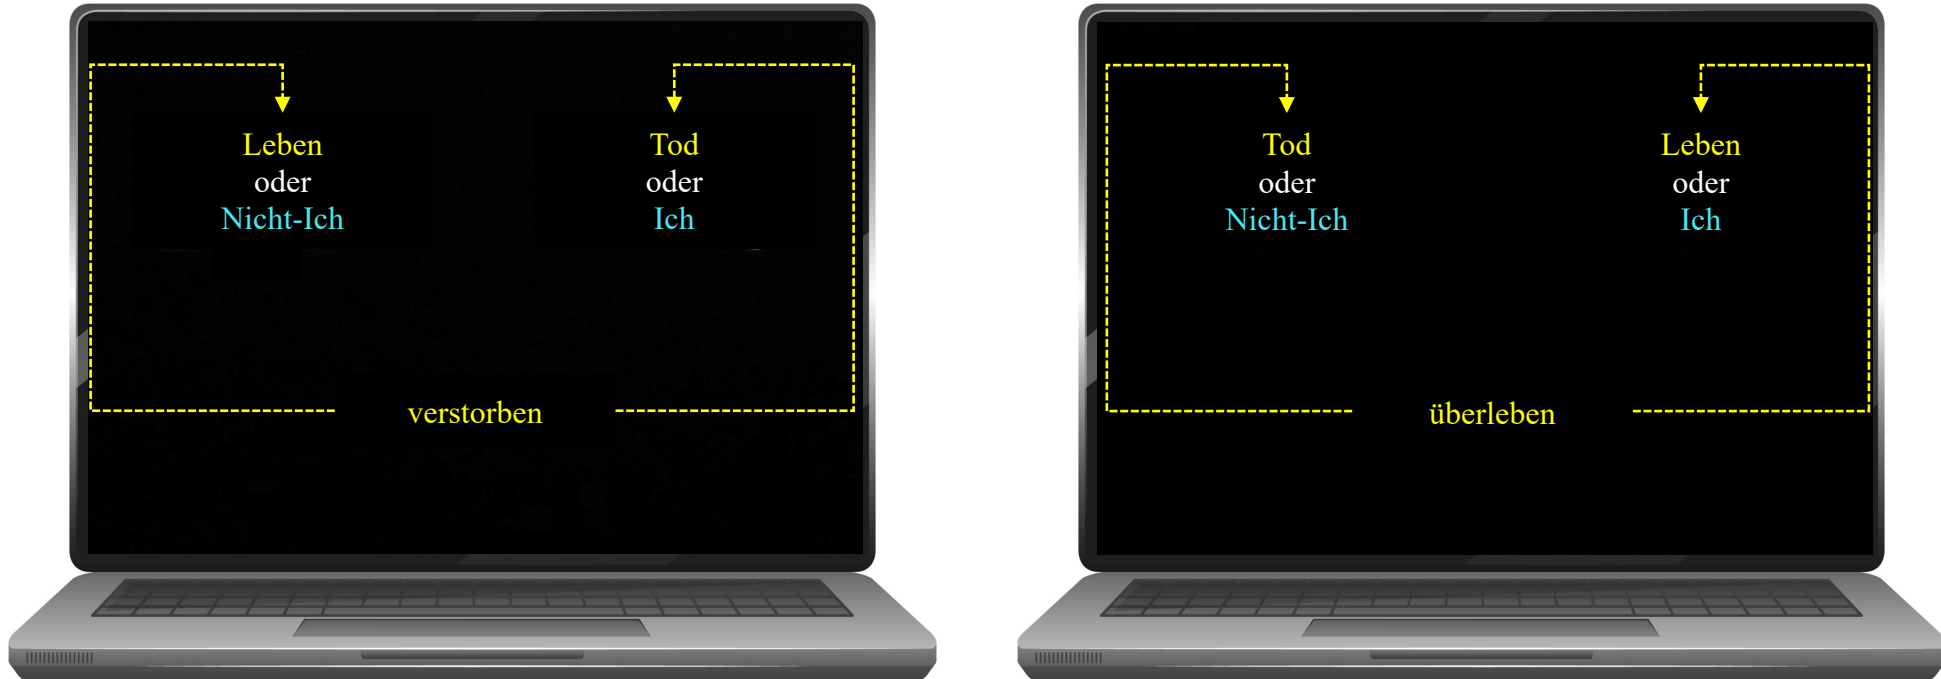 Leben
oder
Nicht-Ich
Tod
oder
Ich
verstorben
Tod
oder
Nicht-Ich
Leben
oder
Ich
überleben